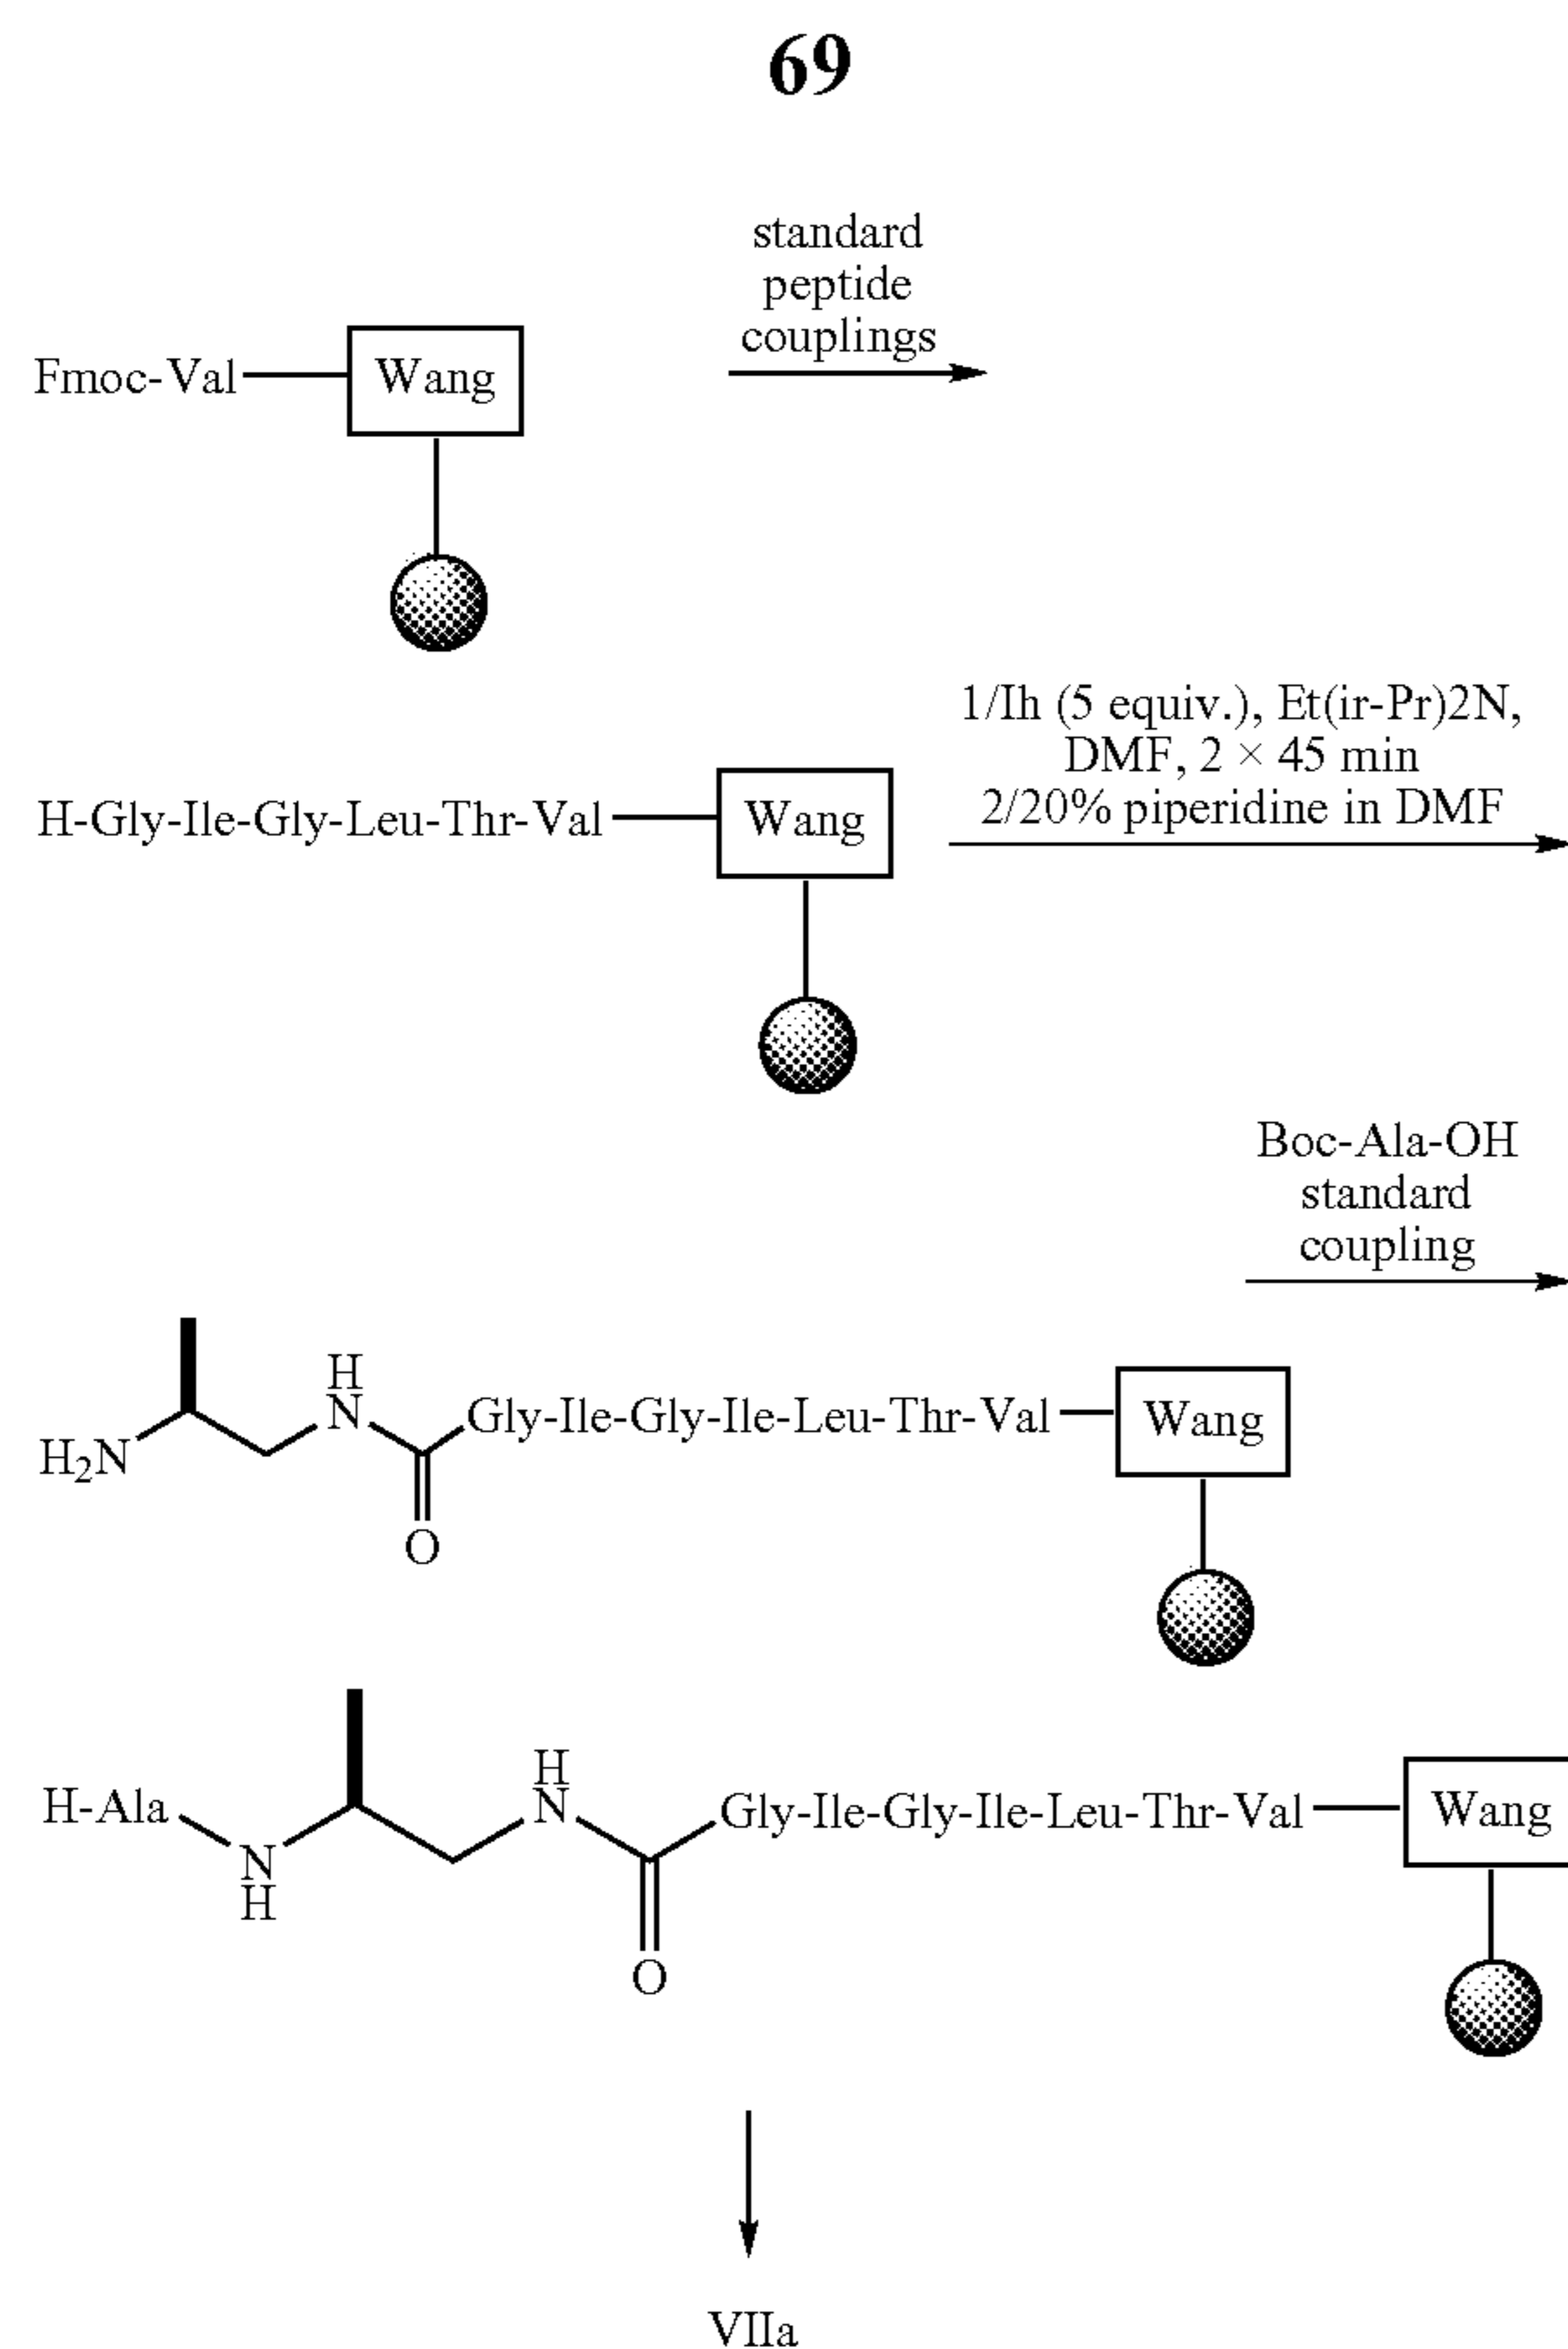 69
standard
peptide
couplings
Fmoc-Val
Wang
1/Ih (5 equiv.), Et(ir-Pr)2N,
DMF, 2 × 45 min
2/20% piperidine in DMF
H-Gly-Ile-Gly-Leu-Thr-Val
Wang
Boc-Ala-OH
standard
coupling
H
N
H₂N
Gly-Ile-Gly-Ile-Leu-Thr-Val
Wang
O
H-Ala
N
H
H
N
Gly-Ile-Gly-Ile-Leu-Thr-Val
Wang
O
VIIa